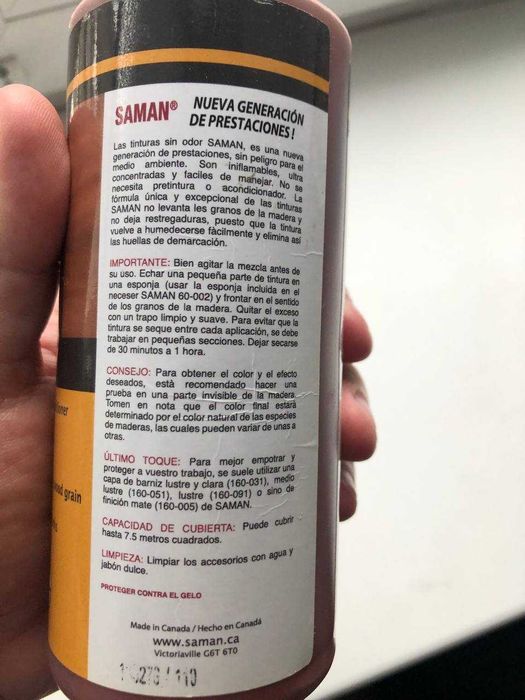 SAMAN®
NUEVA GENERACIÓN
DE PRESTACIONES!
Las tinturas sin odor SAMAN, es una nueva
generación de prestaciones, sin peligro para el
medio ambiente. Son inflamables, ultra
concentradas y faciles de manejar. No se
necesita pretintura o acondicionador. La
fórmula única y excepcional de las tinturas
SAMAN no levanta les granos de la madera y
no deja restregaduras, puesto que la tintura
vuelve a humedecerse fàcilmente y elimina asi
las huellas de demarcación.
IMPORTANTE: Bien agitar la mezcla antes de
su uso. Echar una pequeña parte de tintura en
una esponja (usar la esponja incluida en el
neceser SAMAN 60-002) y frontar en el sentido
de los granos de la madera. Quitar el exceso
con un trapo limpio y suave. Para evitar que la
tintura se seque entre cada aplicación, se debe
trabajar en pequeñas secciones. Dejar secarse
de 30 minutos a 1 hora.
CONSEJO: Para obtener el color y el efecto
deseados, està recomendado hacer una
prueba en una parte invisible de la madera.
Tomen en nota que el color final estará
determinado por el color natural de las especies
de maderas, las cuales pueden variar de unas a
otras.
ÚLTIMO TOQUE: Para mejor empotrar y
proteger a vuestro trabajo, se suele utilizar una
capa de barniz lustre y clara (160-031), medio
lustre (160-051), lustre (160-091) o sino de
finición mate (160-005) de SAMAN.
CAPACIDAD DE CUBIERTA: Puede cubrir
hasta 7.5 metros cuadrados.
LIMPIEZA: Limpiar los accesorios con agua y
jabón dulce.
PROTEGER CONTRA EL GELO
Made in Canada / Hecho en Canadá
www.saman.ca
Victoriaville G6T 6T0
grain